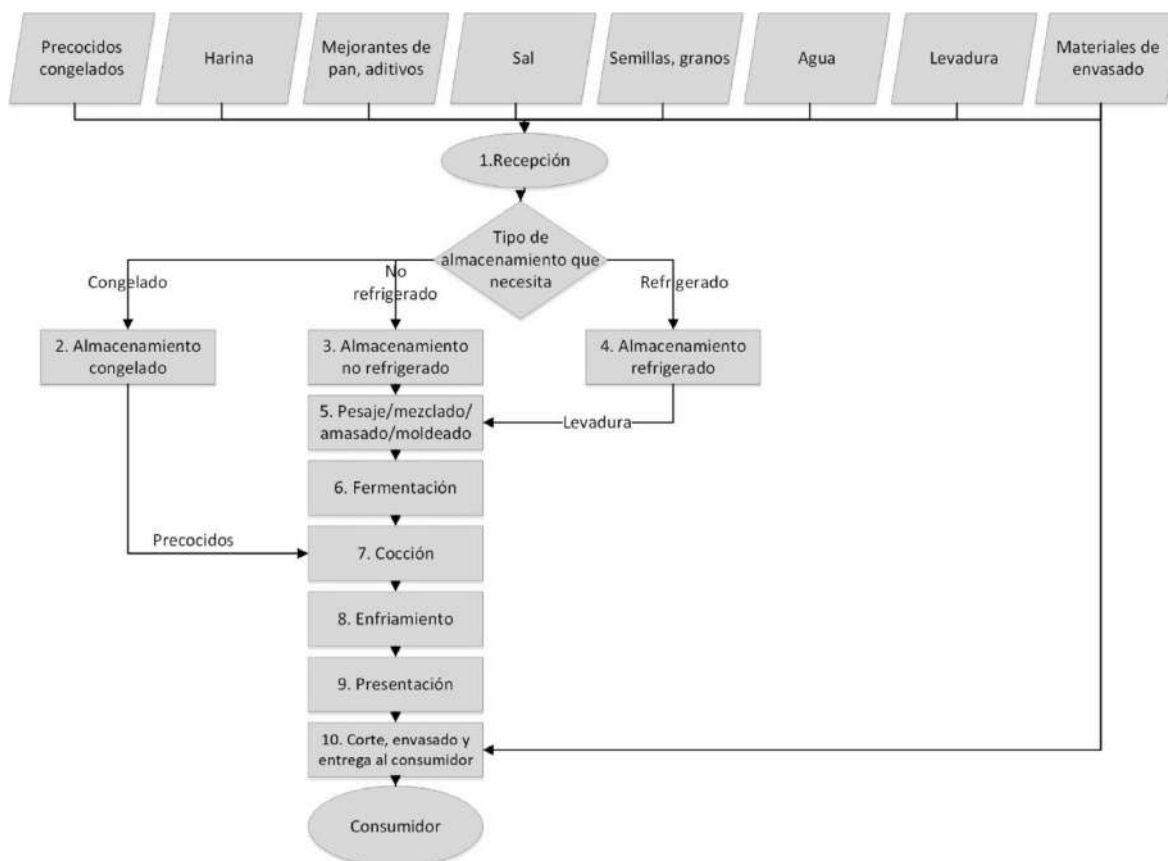 Precocidos
congelados
Harina
Mejorantes de
pan, aditivos
Sal
Semillas, granos
Agua
Levadura
Materiales de
envasado
1.Recepción
Tipo de
almacenamiento que
necesita
Congelado
No
refrigerado
Refrigerado
2. Almacenamiento
congelado
3. Almacenamiento
no refrigerado
4. Almacenamiento
refrigerado
5. Pesaje/mezclado/
amasado/moldeado
Levadura
6. Fermentación
Precocidos
7. Cocción
8. Enfriamiento
9. Presentación
10. Corte, envasado y
entrega al consumidor
Consumidor